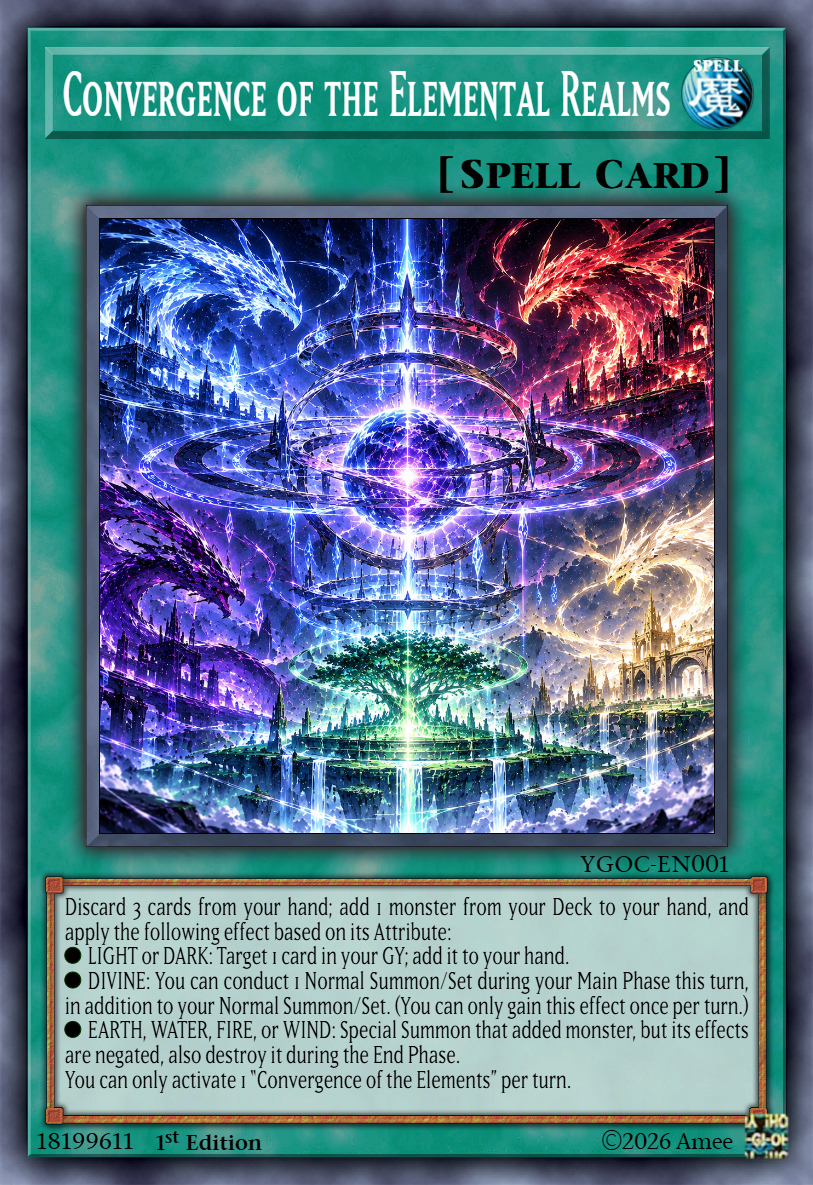 Convergence of the Elemental Realms
SPELL
魔
[Spell Card]
YGOC-EN001
Discard 3 cards from your hand; add 1 monster from your Deck to your hand, and
apply the following effect based on its Attribute:
● LIGHT or DARK: Target 1 card in your GY; add it to your hand.
● DIVINE: You can conduct 1 Normal Summon/Set during your Main Phase this turn,
in addition to your Normal Summon/Set. (You can only gain this effect once per turn.)
● EARTH, WATER, FIRE, or WIND: Special Summon that added monster, but its effects
are negated, also destroy it during the End Phase.
You can only activate 1 "Convergence of the Elements" per turn.
18199611 1st Edition ©2026 Amee